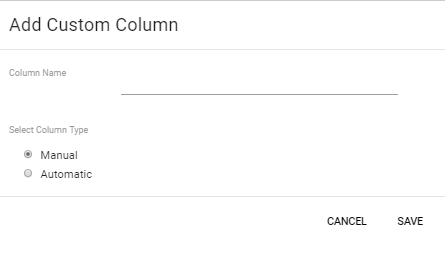 Add Custom Column
Column Name
Select Column Type
Manual
Automatic
CANCEL SAVE